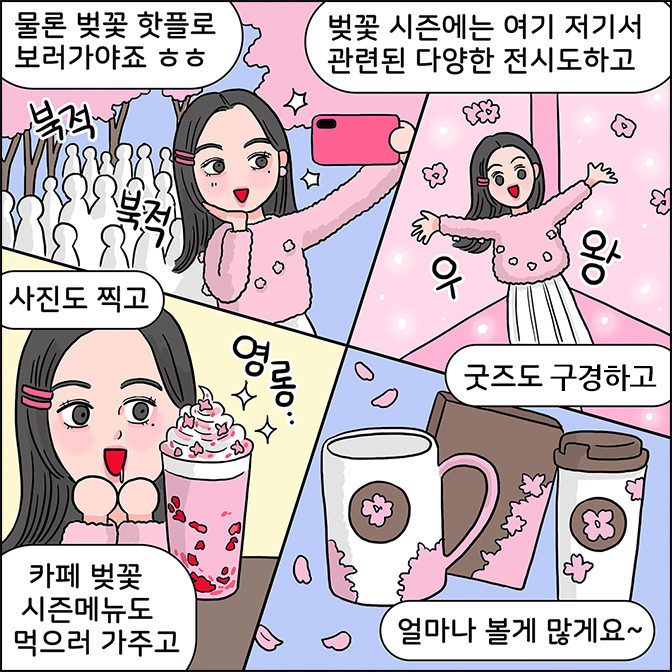 물론 벚꽃 핫플로
보러가야죠 ㅎㅎ
북적
북적
사진도 찍고
벚꽃 시즌에는 여기 저기서
관련된 다양한 전시도하고
우
왕
영롱..
카페 벚꽃
시즌메뉴도
먹으러 가주고
굿즈도 구경하고
얼마나 볼게 많게요~